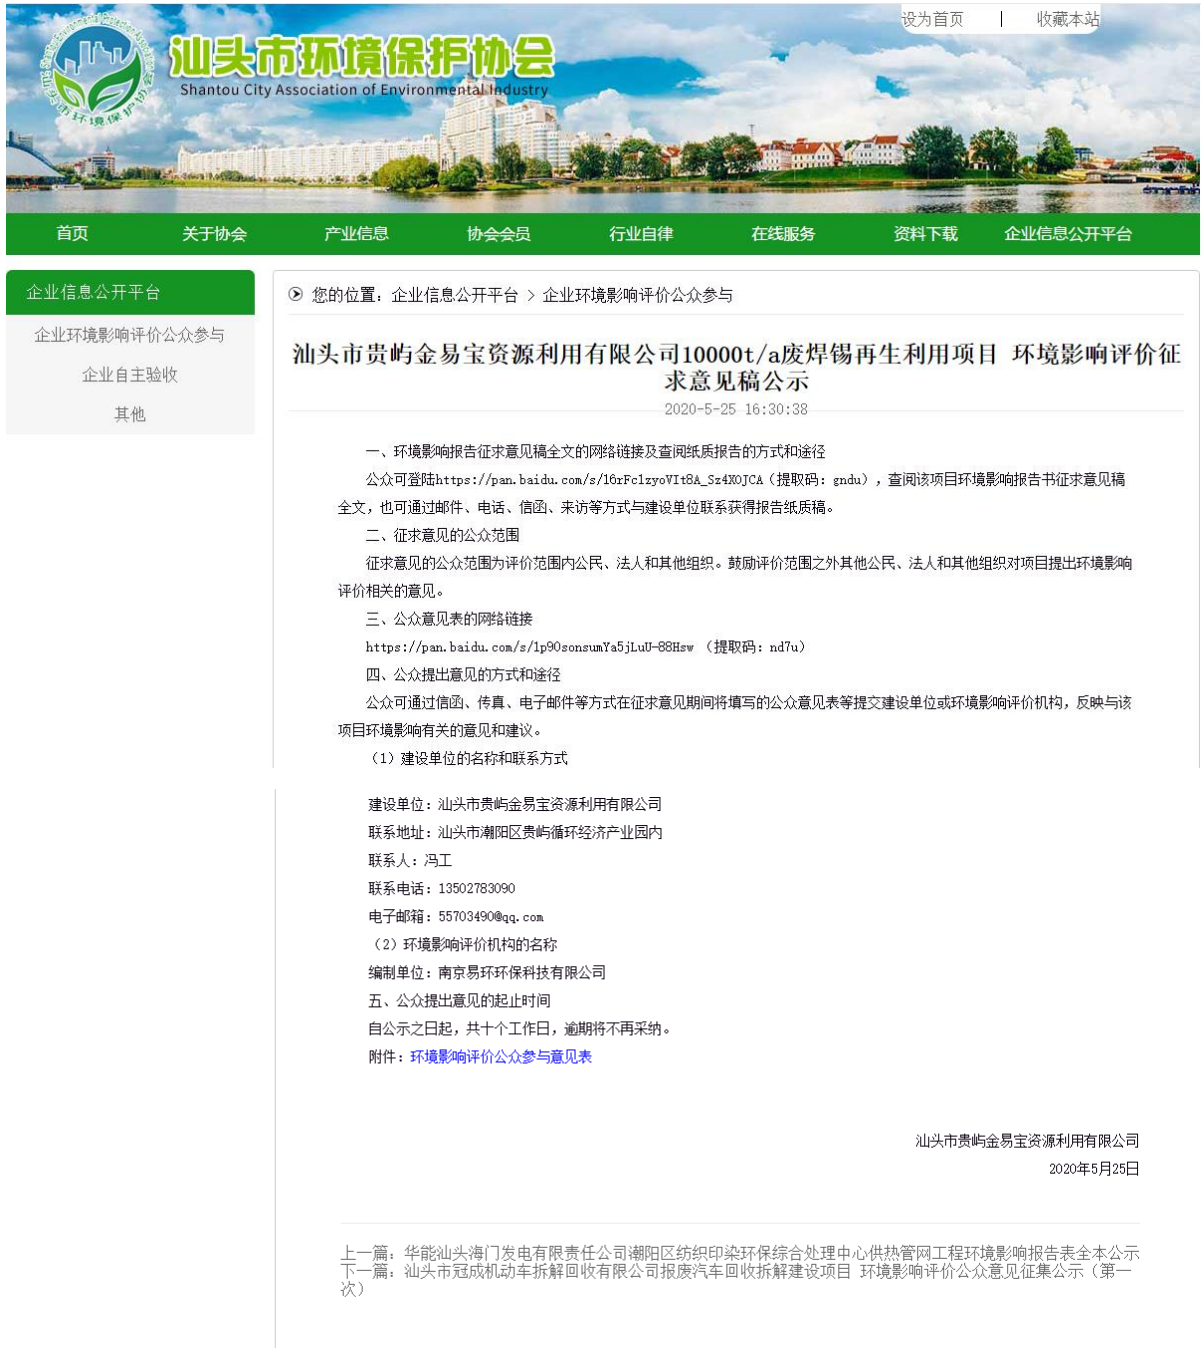 设为首页 | 收藏本站
汕头市环境保护协会
Shantou City Association of Environmental Industry
首页 关于协会 产业信息 协会会员 行业自律 在线服务 资料下载 企业信息公开平台
企业信息公开平台
企业环境影响评价公众参与
企业自主验收
其他
您的位置：企业信息公开平台 > 企业环境影响评价公众参与
汕头市贵屿金易宝资源利用有限公司10000t/a废焊锡再生利用项目 环境影响评价征
求意见稿公示
2020-5-25 16:30:38
一、环境影响报告征求意见稿全文的网络链接及查阅纸质报告的方式和途径
公众可登陆https://pan.baidu.com/s/16rFclzyoVIt8A_Sz4XOJCA（提取码：gndu），查阅该项目环境影响报告书征求意见稿
全文，也可通过邮件、电话、信函、来访等方式与建设单位联系获得报告纸质稿。
二、征求意见的公众范围
征求意见的公众范围为评价范围内公民、法人和其他组织。鼓励评价范围之外其他公民、法人和其他组织对项目提出环境影响
评价相关的意见。
三、公众意见表的网络链接
https://pan.baidu.com/s/1p90sonsumYa5jLuU-88Hsw （提取码：nd7u）
四、公众提出意见的方式和途径
公众可通过信函、传真、电子邮件等方式在征求意见期间将填写的公众意见表等提交建设单位或环境影响评价机构，反映与该
项目环境影响有关的意见和建议。
（1）建设单位的名称和联系方式
建设单位：汕头市贵屿金易宝资源利用有限公司
联系地址：汕头市潮阳区贵屿循环经济产业园内
联系人：冯工
联系电话：13502783090
电子邮箱：55703490@qq.com
（2）环境影响评价机构的名称
编制单位：南京易环环保科技有限公司
五、公众提出意见的起止时间
自公示之日起，共十个工作日，逾期将不再采纳。
附件：环境影响评价公众参与意见表
汕头市贵屿金易宝资源利用有限公司
2020年5月25日
上一篇：华能汕头海门发电有限责任公司潮阳区纺织印染环保综合处理中心供热管网工程环境影响报告表全本公示
下一篇：汕头市冠成机动车拆解回收有限公司报废汽车回收拆解建设项目 环境影响评价公众意见征集公示（第一
次）